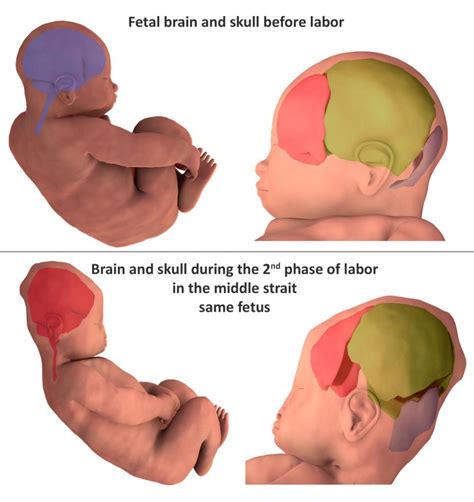 Fetal brain and skull before labor
Brain and skull during the 2nd phase of labor
in the middle strait
same fetus